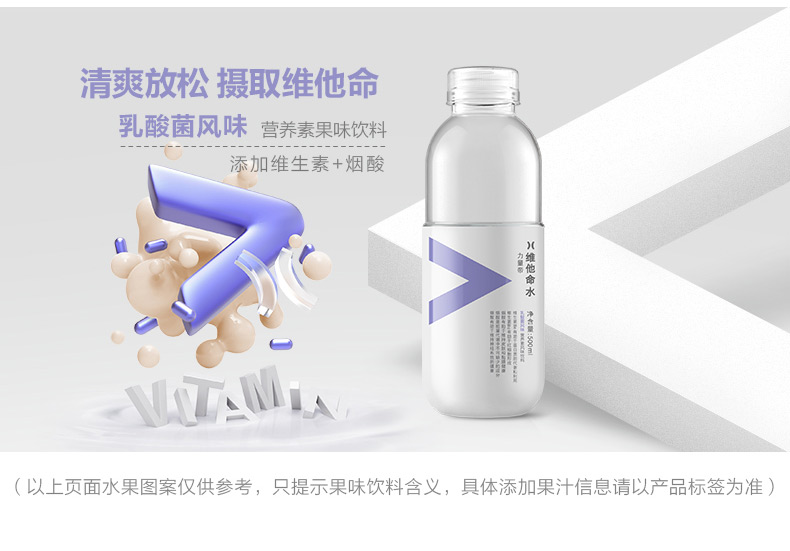 清爽放松 摄取维他命
乳酸菌风味 营养素果味饮料
添加维生素+烟酸
VITAMIN
维他命水
力量帝
净含量:500ml
（以上页面水果图案仅供参考，只提示果味饮料含义，具体添加果汁信息请以产品标签为准）